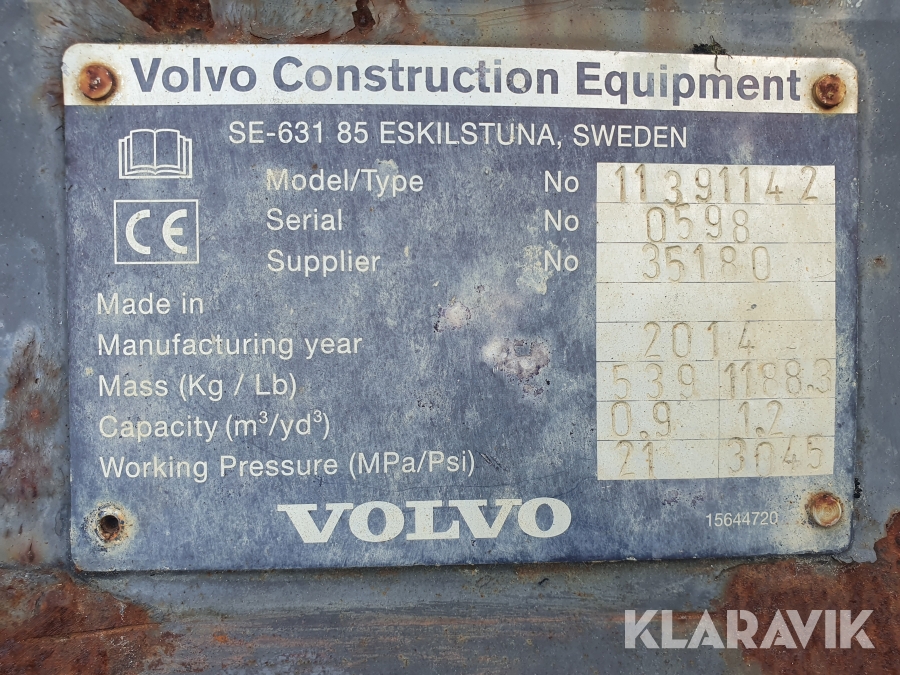 Volvo Construction Equipment
SE-631 85 ESKILSTUNA, SWEDEN
Model/Type No 11391142
Serial No 0598
Supplier No 35180
CE
Made in
Manufacturing year 2014
Mass (Kg / Lb) 539 1188.3
Capacity (m³/yd³) 0.9 1.2
Working Pressure (MPa/Psi) 21 3045
VOLVO 15644720
KLARAVIK